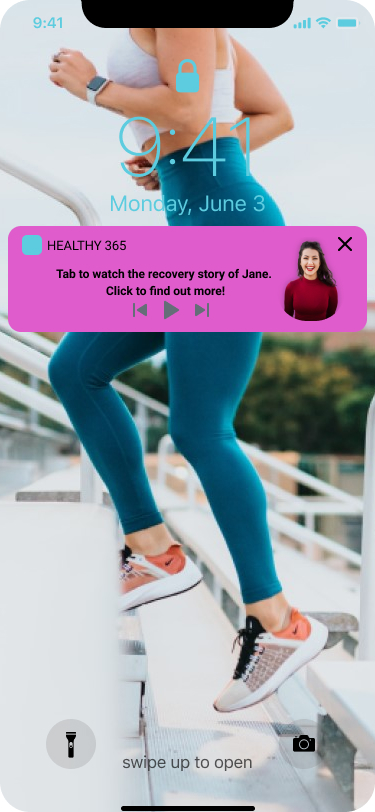 9:41
9:41
Monday, June 3
HEALTHY 365
Tab to watch the recovery story of Jane.
Click to find out more!
swipe up to open